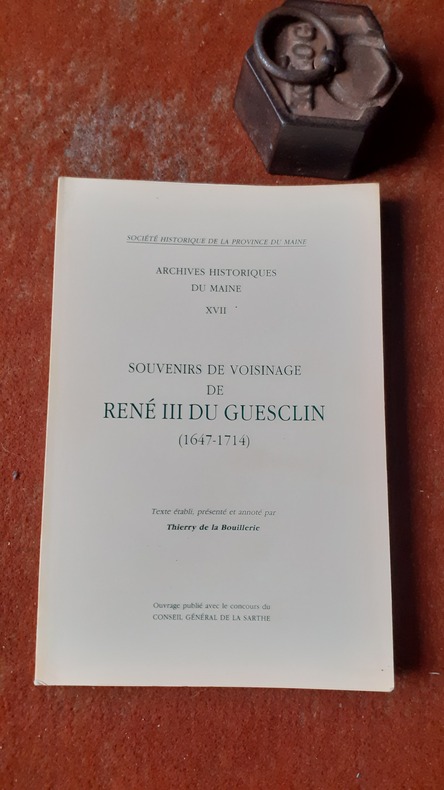 SOCIÉTÉ HISTORIQUE DE LA PROVINCE DU MAINE
ARCHIVES HISTORIQUES
DU MAINE
XVII
SOUVENIRS DE VOISINAGE
DE
RENÉ III DU GUESCLIN
(1647-1714)
Texte établi, présenté et annoté par
Thierry de la Bouillerie
Ouvrage publié avec le concours du
CONSEIL GÉNÉRAL DE LA SARTHE